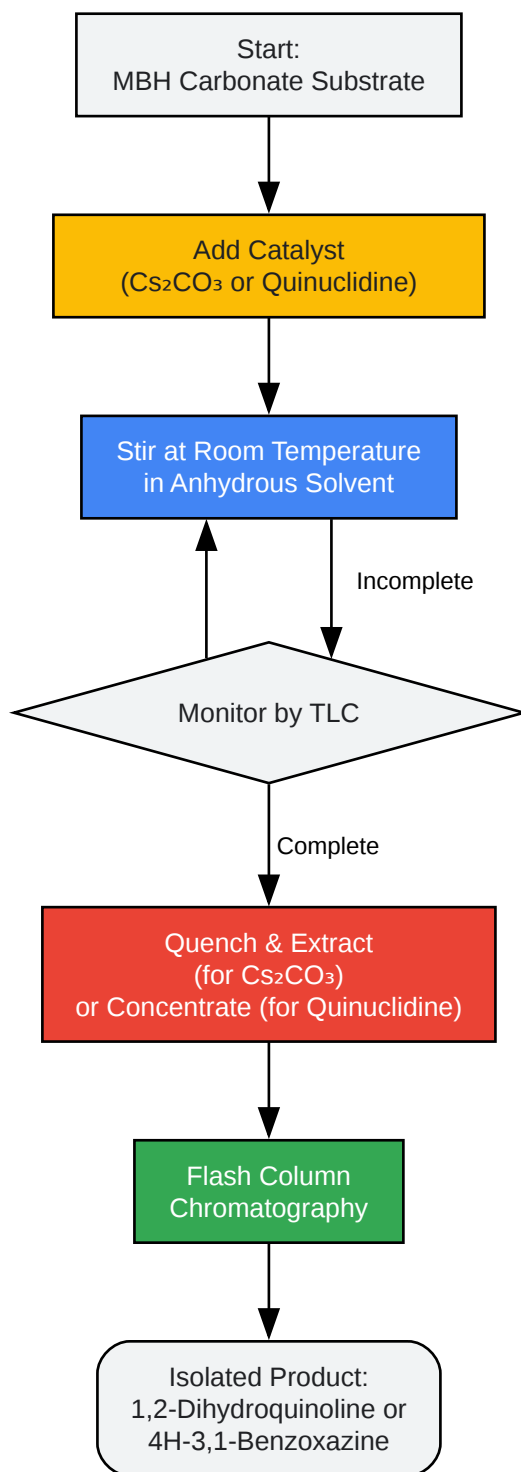 Start:
MBH Carbonate Substrate
Add Catalyst
(Cs₂CO₃ or Quinuclidine)
Stir at Room Temperature
in Anhydrous Solvent
Incomplete
Monitor by TLC
Complete
Quench & Extract
(for Cs₂CO₃)
or Concentrate (for Quinuclidine)
Flash Column
Chromatography
Isolated Product:
1,2-Dihydroquinoline or
4H-3,1-Benzoxazine